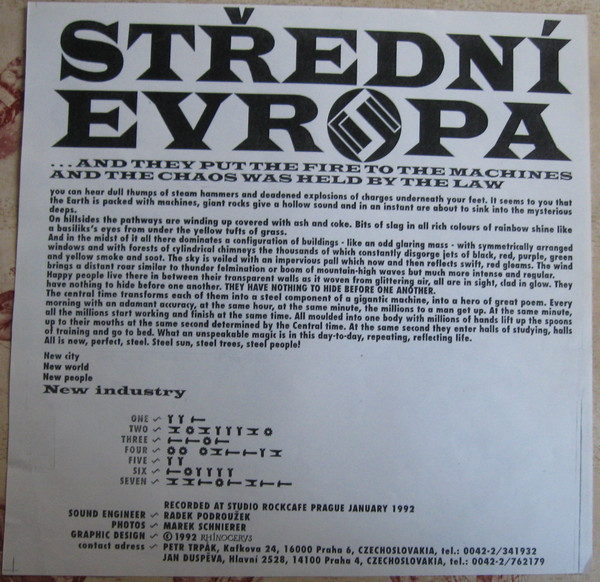 STŘEDNÍ
EVROPA
...AND THEY PUT THE FIRE TO THE MACHINES
AND THE CHAOS WAS HELD BY THE LAW
you can hear dull thumps of steam hammers and deadened explosions of charges underneath your feet. It seems to you that
the Earth is packed with machines, giant rocks give a hollow sound and in an instant are about to sink into the mysterious
deeps.
On hillsides the pathways are winding up covered with ash and coke. Bits of slag in all rich colours of rainbow shine like
a basiliks's eyes from under the yellow tufts of grass.
And in the midst of it all there dominates a configuration of buildings - like an odd glaring mass - with symmetrically arranged
windows and with forests of cylindrical chimneys the thousands of which constantly disgorge jets of black, red, purple, green
and yellow smoke and soot. The sky is veiled with an impervious pall which now and then reflects swift, red gleams. The wind
brings a distant roar similar to thunder felmination or boom of mountain-high waves but much more intense and regular.
Happy people live there in between their transparent walls as it woven from glittering air, all are in sight, clad in glow. They
have nothing to hide before one another. THEY HAVE NOTHING TO HIDE BEFORE ONE ANOTHER.
The central time transforms each of them into a steel component of a gigantic machine, into a hero of great poem. Every
morning with an adamant accuracy, at the same hour, at the same minute, the millions to a man get up. At the same minute,
all the millions start working and finish at the same time. All moulded into one body with millions of hands lift up the spoons
up to their mouths at the same second determined by the Central time. At the same second they enter halls of studying, halls
of training and go to bed. What an unspeakable magic is in this day-to-day, repeating, reflecting life.
All is new, perfect, steel. Steel sun, steel trees, steel people!
New city
New world
New people
New industry
ONE
TWO
THREE
FOUR
FIVE
SIX
SEVEN
RECORDED AT STUDIO ROCKCAFE PRAGUE JANUARY 1992
SOUND ENGINEER ~ RADEK PODROUŽEK
PHOTOS ~ MAREK SCHNIERER
GRAPHIC DESIGN ~ © 1992 RHINOCERVS
contact adress ~ PETR TRPÁK, Kafkova 24, 16000 Praha 6, CZECHOSLOVAKIA, tel.: 0042-2/341932
JAN DUSPĚVA, Hlavní 2528, 14100 Praha 4, CZECHOSLOVAKIA, tel.: 0042-2/762179